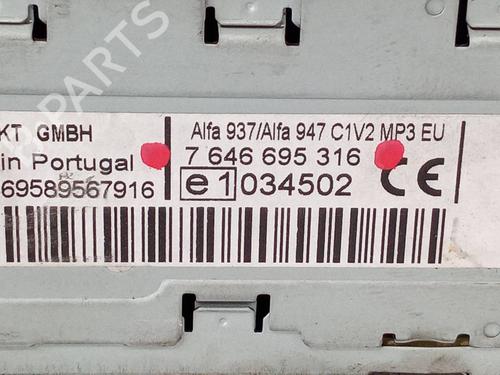 PARTS
KT GMBH
Alfa 937/Alfa 947 C1V2 MP3 EU
in Portugal
7 646 695 316
69589567916
e1 034502
CE